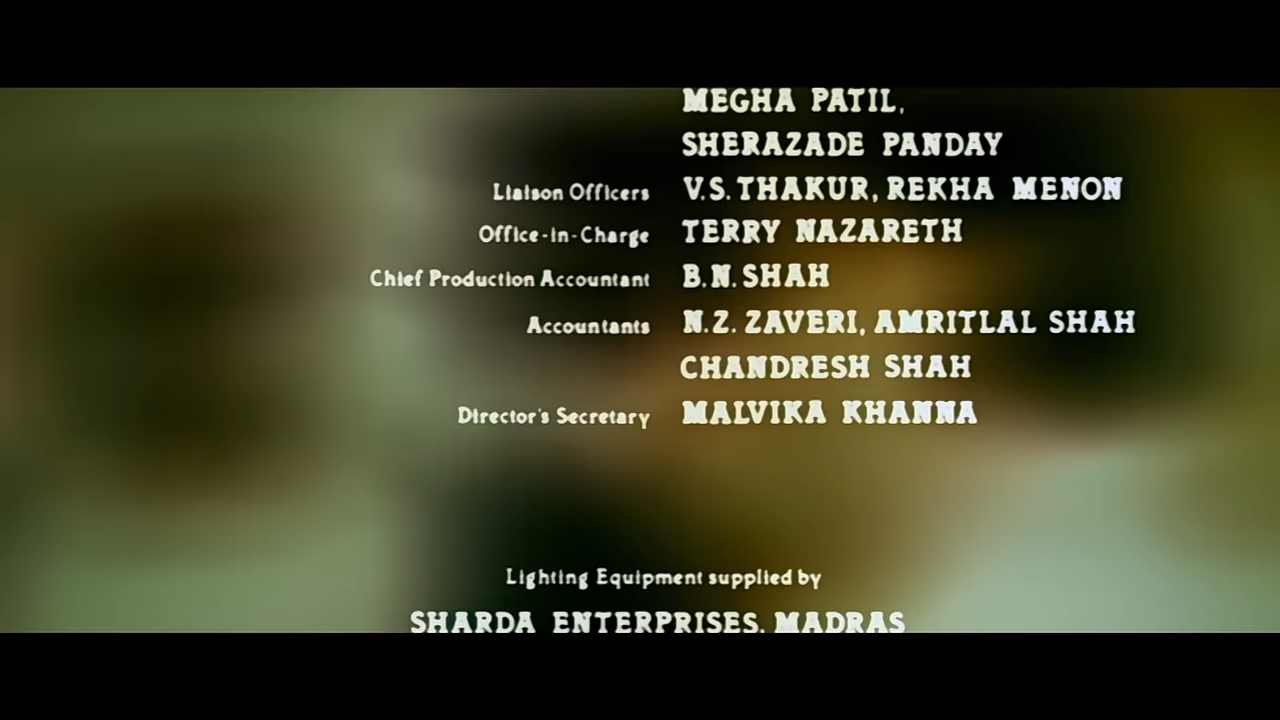 MEGHA PATIL,
SHERAZADE PANDAY
Liaison Officers V.S. THAKUR, REKHA MENON
Office-in-Charge TERRY NAZARETH
Chief Production Accountant B.N. SHAH
Accountants N.Z. ZAVERI, AMRITLAL SHAH
CHANDRESH SHAH
Director's Secretary MALVIKA KHANNA
Lighting Equipment supplied by
SHARDA ENTERPRISES, MADRAS